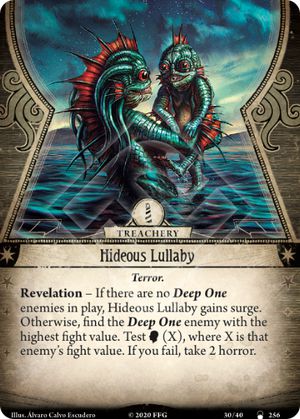 TREACHERY
Hideous Lullaby
Terror.
Revelation – If there are no Deep One
enemies in play, Hideous Lullaby gains surge.
Otherwise, find the Deep One enemy with the
highest fight value. Test (X), where X is that
enemy's fight value. If you fail, take 2 horror.
Illus. Álvaro Calvo Escudero
© 2020 FFG
30/40
256